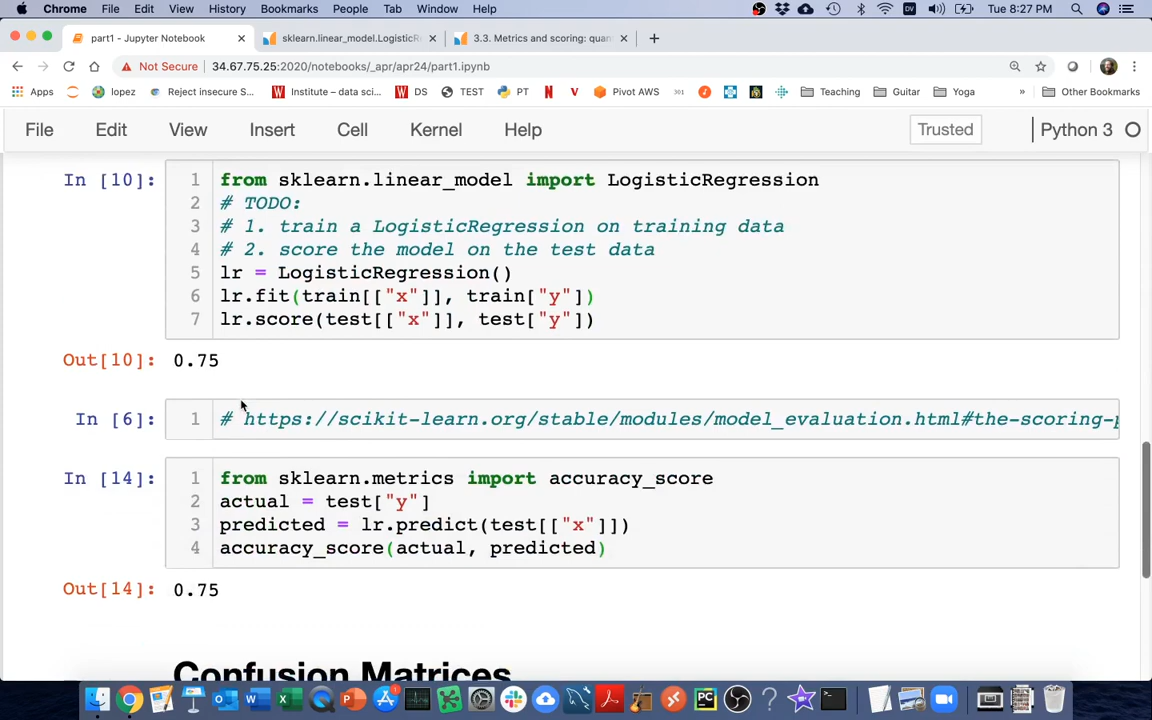 Chrome File Edit View History Bookmarks People Tab Window Help Tue 8:27 PM
part1 - Jupyter Notebook sklearn.linear_model.LogisticR 3.3. Metrics and scoring: quan
Not Secure 34.67.75.25:2020/notebooks/_apr/apr24/part1.ipynb
Apps lopez Reject insecure S... Institute – data sci... DS TEST PT Pivot AWS 301 Teaching Guitar Yoga » Other Bookmarks
File Edit View Insert Cell Kernel Help Trusted Python 3
In [10]: 1 from sklearn.linear_model import LogisticRegression
2 # TODO:
3 # 1. train a LogisticRegression on training data
4 # 2. score the model on the test data
5 lr = LogisticRegression()
6 lr.fit(train[["x"]], train["y"])
7 lr.score(test[["x"]], test["y"])
Out[10]: 0.75
In [6]: 1 # https://scikit-learn.org/stable/modules/model_evaluation.html#the-scoring-p
In [14]: 1 from sklearn.metrics import accuracy_score
2 actual = test["y"]
3 predicted = lr.predict(test[["x"]])
4 accuracy_score(actual, predicted)
Out[14]: 0.75
Confusion Matrices